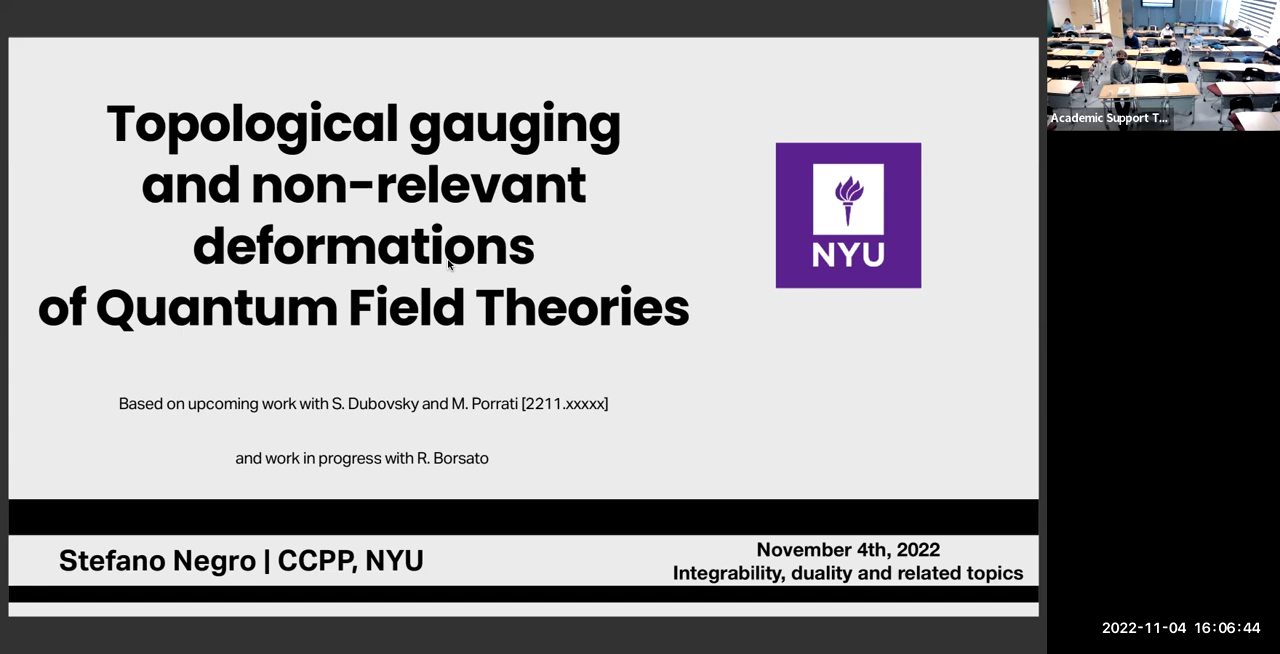 Topological gauging
and non-relevant
deformations
of Quantum Field Theories
NYU
Based on upcoming work with S. Dubovsky and M. Porrati [2211.xxxxx]
and work in progress with R. Borsato
Stefano Negro | CCPP, NYU
November 4th, 2022
Integrability, duality and related topics
Academic Support T...
2022-11-04 16:06:44